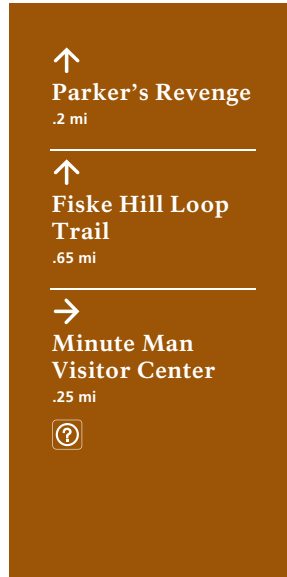 Parker’s Revenge
.2 mi
Fiske Hill Loop
Trail
.65 mi
Minute Man
Visitor Center
.25 mi
?